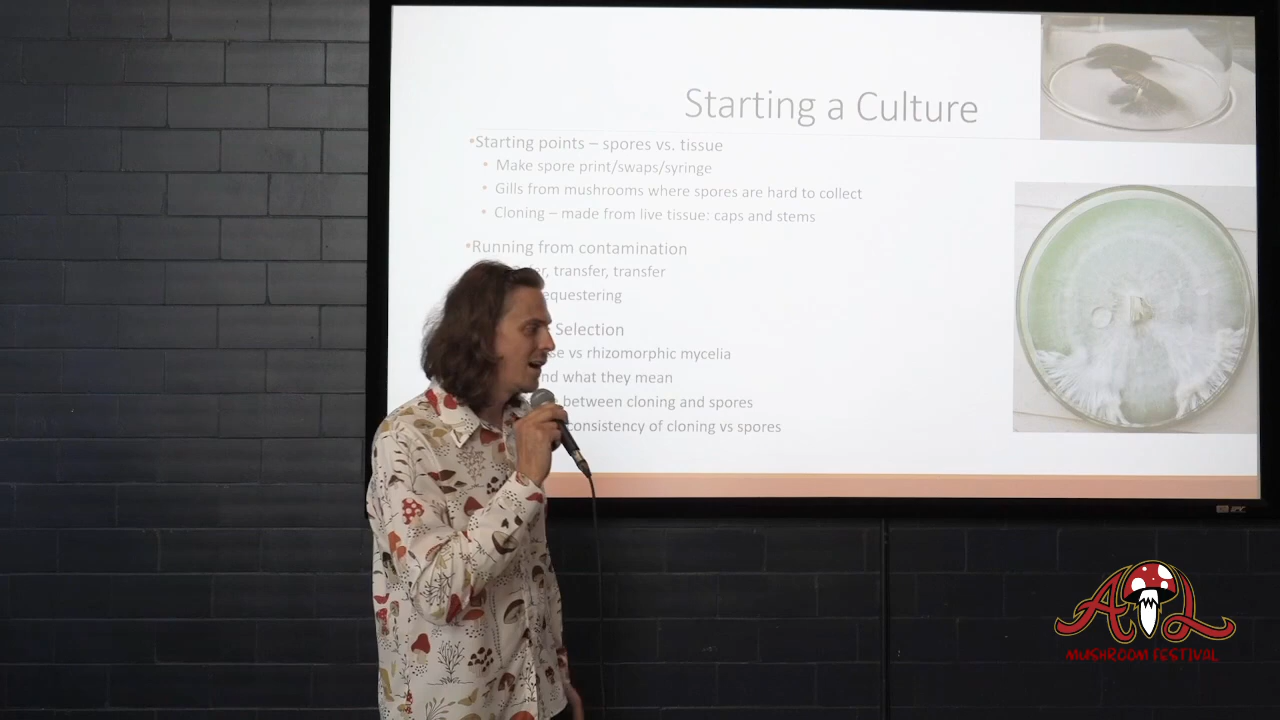 Starting a Culture
•Starting points – spores vs. tissue
• Make spore print/swaps/syringe
• Gills from mushrooms where spores are hard to collect
• Cloning – made from live tissue: caps and stems
•Running from contamination
transfer, transfer
equestering
Selection
vs rhizomorphic mycelia
what they mean
between cloning and spores
consistency of cloning vs spores
AL
MUSHROOM FESTIVAL